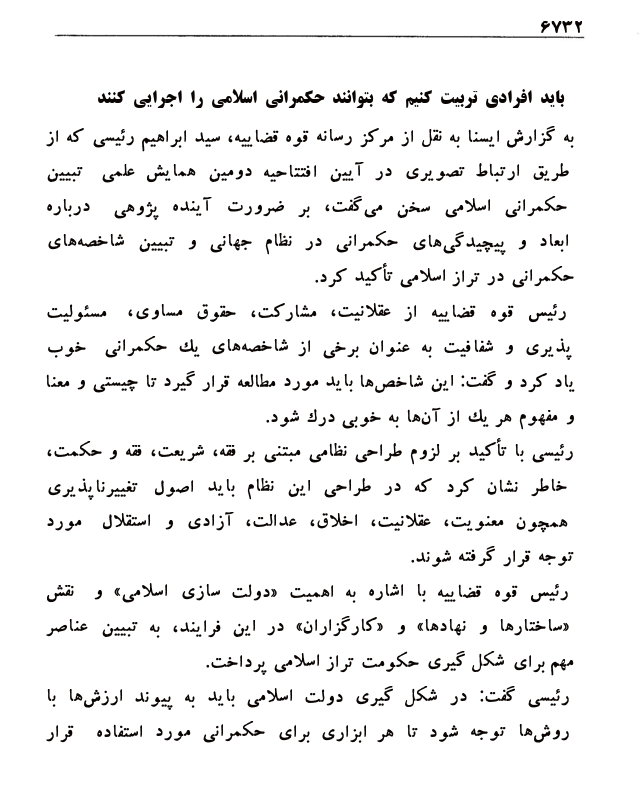 ۶۷۳۲
باید افرادی تربیت کنیم که بتوانند حکمرانی اسلامی را اجرایی کنند
به گزارش ایسنا به نقل از مرکز رسانه قوه قضاییه، سید ابراهیم رئیسی که از
طریق ارتباط تصویری در آیین افتتاحیه دومین همایش علمی تبیین
حکمرانی اسلامی سخن می‌گفت، بر ضرورت آینده پژوهی درباره
ابعاد و پیچیدگی‌های حکمرانی در نظام جهانی و تبیین شاخصه‌های
حکمرانی در تراز اسلامی تأکید کرد.
رئیس قوه قضاییه از عقلانیت، مشارکت، حقوق مساوی، مسئولیت
پذیری و شفافیت به عنوان برخی از شاخصه‌های یك حکمرانی خوب
یاد کرد و گفت: این شاخص‌ها باید مورد مطالعه قرار گیرد تا چیستی و معنا
و مفهوم هر یك از آن‌ها به خوبی درك شود.
رئیسی با تأکید بر لزوم طراحی نظامی مبتنی بر فقه، شریعت، فقه و حکمت،
خاطر نشان کرد که در طراحی این نظام باید اصول تغییرناپذیری
همچون معنویت، عقلانیت، اخلاق، عدالت، آزادی و استقلال مورد
توجه قرار گرفته شوند.
رئیس قوه قضاییه با اشاره به اهمیت «دولت سازی اسلامی» و نقش
«ساختارها و نهادها» و «کارگزاران» در این فرایند، به تبیین عناصر
مهم برای شکل گیری حکومت تراز اسلامی پرداخت.
رئیسی گفت: در شکل گیری دولت اسلامی باید به پیوند ارزش‌ها با
روش‌ها توجه شود تا هر ابزاری برای حکمرانی مورد استفاده قرار